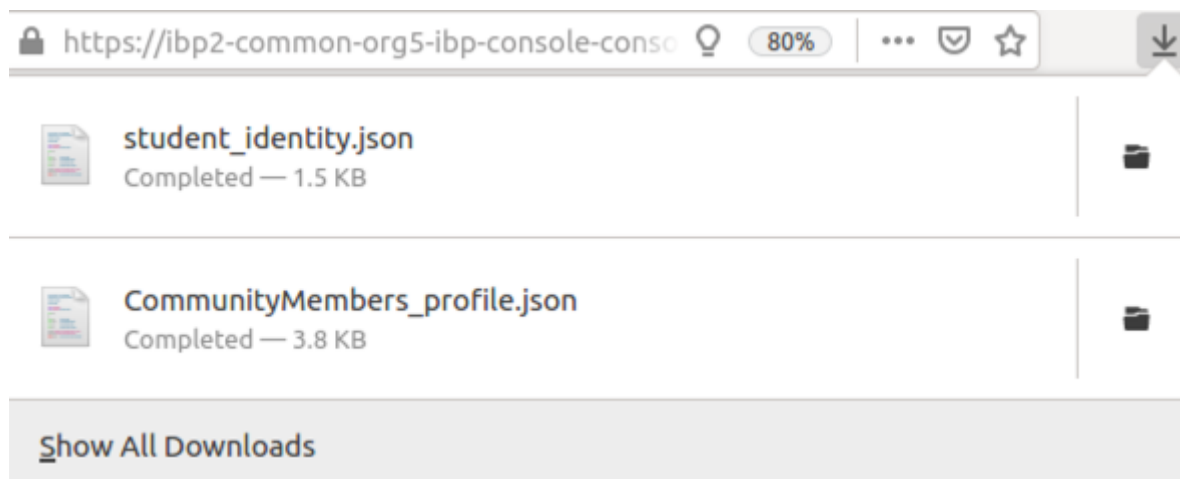 https://ibp2-common-org5-ibp-console-conso 80%
student_identity.json
Completed — 1.5 KB
CommunityMembers_profile.json
Completed — 3.8 KB
Show All Downloads